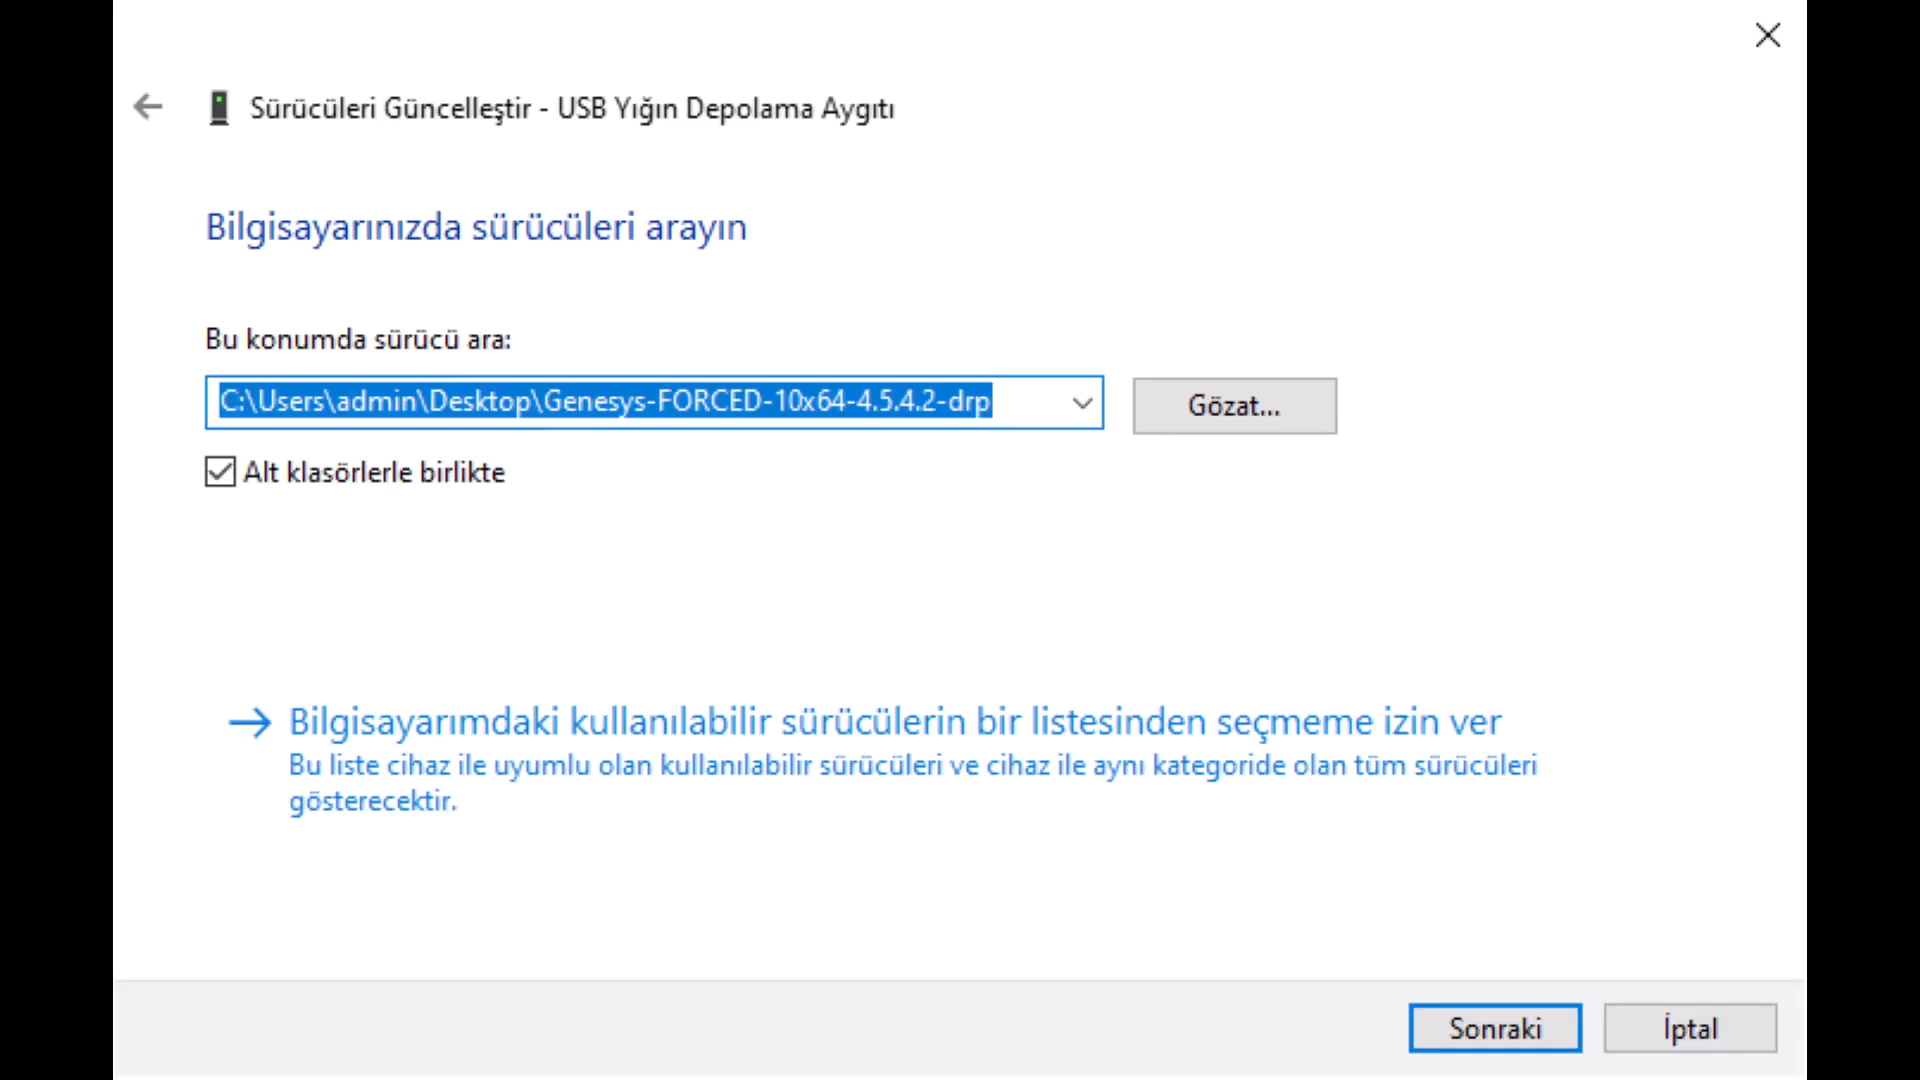 Sürücüleri Güncelleştir - USB Yığın Depolama Aygıtı
Bilgisayarınızda sürücüleri arayın
Bu konumda sürücü ara:
C:\Users\admin\Desktop\Genesys-FORCED-10x64-4.5.4.2-drp
Gözat...
Alt klasörlerle birlikte
Bilgisayarımdaki kullanılabilir sürücülerin bir listesinden seçmeme izin ver
Bu liste cihaz ile uyumlu olan kullanılabilir sürücüleri ve cihaz ile aynı kategoride olan tüm sürücüleri
gösterecektir.
Sonraki
İptal